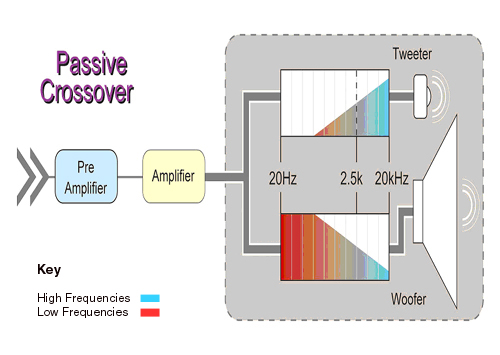 Passive
Crossover
Tweeter
Pre
Amplifier
Amplifier
20Hz
2.5k
20kHz
Woofer
Key
High Frequencies
Low Frequencies